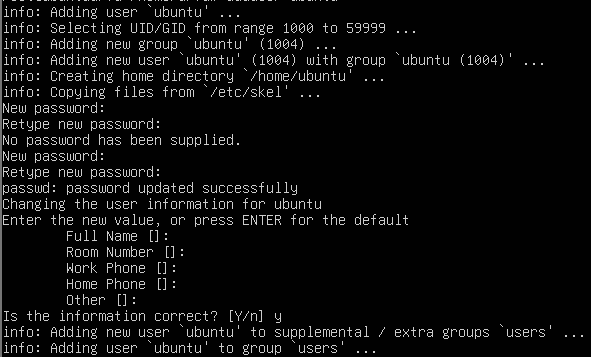 info: Adding user `ubuntu' ...
info: Selecting UID/GID from range 1000 to 59999 ...
info: Adding new group `ubuntu' (1004) ...
info: Adding new user `ubuntu' (1004) with group `ubuntu (1004)' ...
info: Creating home directory `/home/ubuntu' ...
info: Copying files from `/etc/skel' ...
New password:
Retype new password:
No password has been supplied.
New password:
Retype new password:
passwd: password updated successfully
Changing the user information for ubuntu
Enter the new value, or press ENTER for the default
        Full Name []:
        Room Number []:
        Work Phone []:
        Home Phone []:
        Other []:
Is the information correct? [Y/n] y
info: Adding new user `ubuntu' to supplemental / extra groups `users' ...
info: Adding user `ubuntu' to group `users' ...